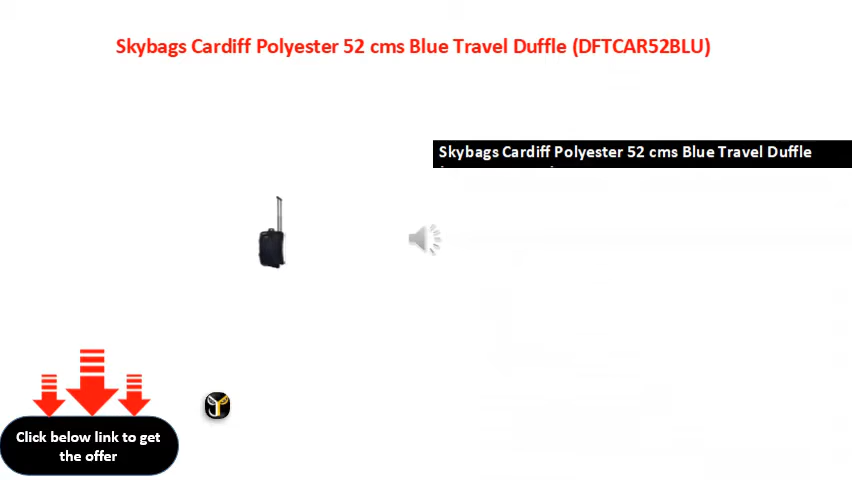 Skybags Cardiff Polyester 52 cms Blue Travel Duffle (DFTCAR52BLU)
Skybags Cardiff Polyester 52 cms Blue Travel Duffle
Click below link to get
the offer